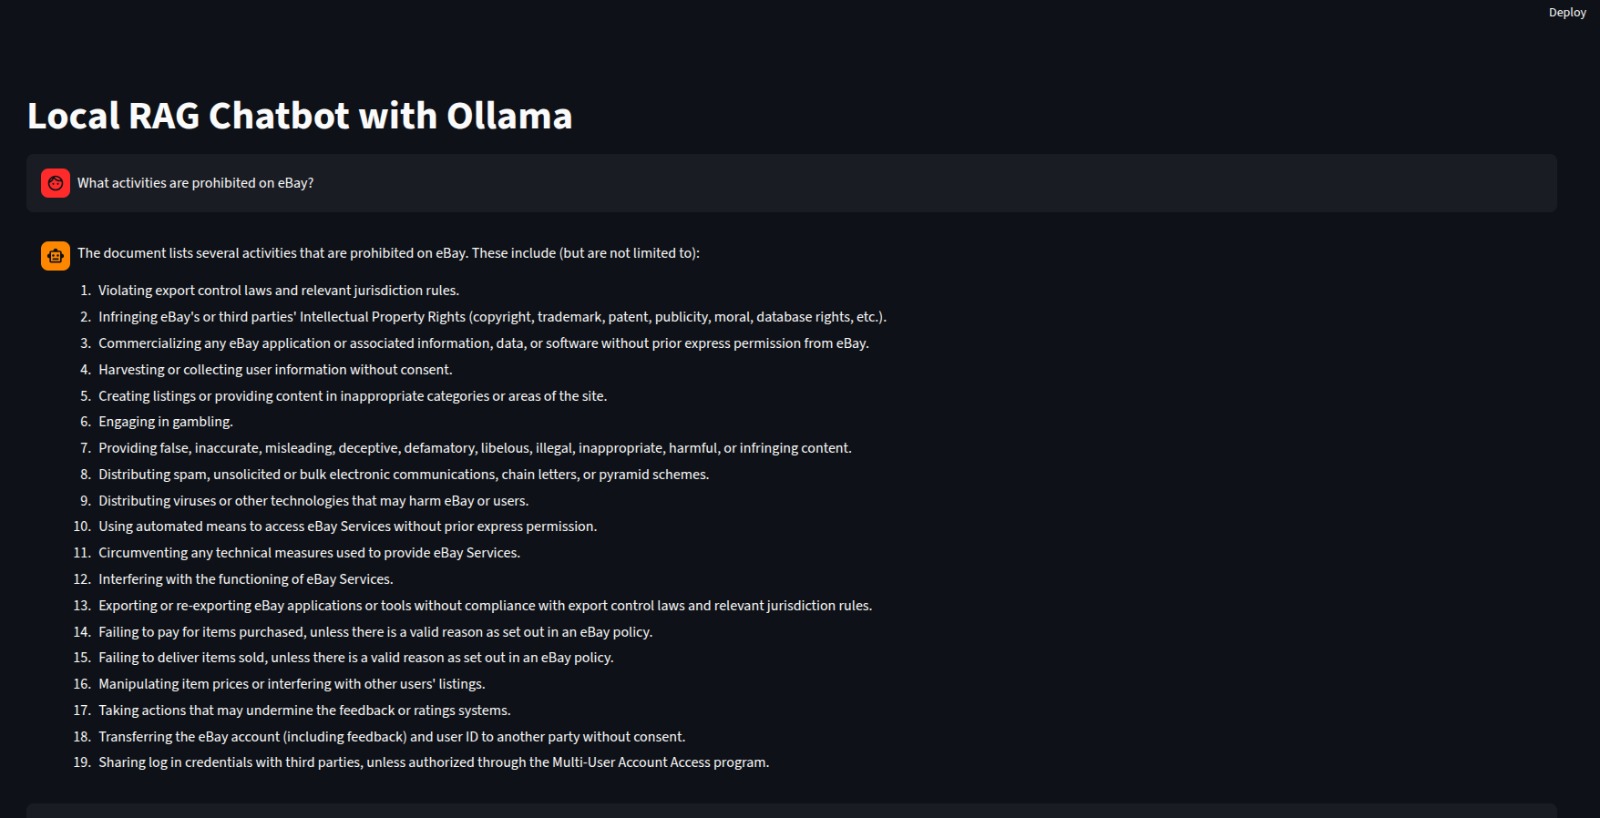 Deploy
Local RAG Chatbot with Ollama
What activities are prohibited on eBay?
The document lists several activities that are prohibited on eBay. These include (but are not limited to):
1. Violating export control laws and relevant jurisdiction rules.
2. Infringing eBay's or third parties' Intellectual Property Rights (copyright, trademark, patent, publicity, moral, database rights, etc.).
3. Commercializing any eBay application or associated information, data, or software without prior express permission from eBay.
4. Harvesting or collecting user information without consent.
5. Creating listings or providing content in inappropriate categories or areas of the site.
6. Engaging in gambling.
7. Providing false, inaccurate, misleading, deceptive, defamatory, libelous, illegal, inappropriate, harmful, or infringing content.
8. Distributing spam, unsolicited or bulk electronic communications, chain letters, or pyramid schemes.
9. Distributing viruses or other technologies that may harm eBay or users.
10. Using automated means to access eBay Services without prior express permission.
11. Circumventing any technical measures used to provide eBay Services.
12. Interfering with the functioning of eBay Services.
13. Exporting or re-exporting eBay applications or tools without compliance with export control laws and relevant jurisdiction rules.
14. Failing to pay for items purchased, unless there is a valid reason as set out in an eBay policy.
15. Failing to deliver items sold, unless there is a valid reason as set out in an eBay policy.
16. Manipulating item prices or interfering with other users' listings.
17. Taking actions that may undermine the feedback or ratings systems.
18. Transferring the eBay account (including feedback) and user ID to another party without consent.
19. Sharing log in credentials with third parties, unless authorized through the Multi-User Account Access program.